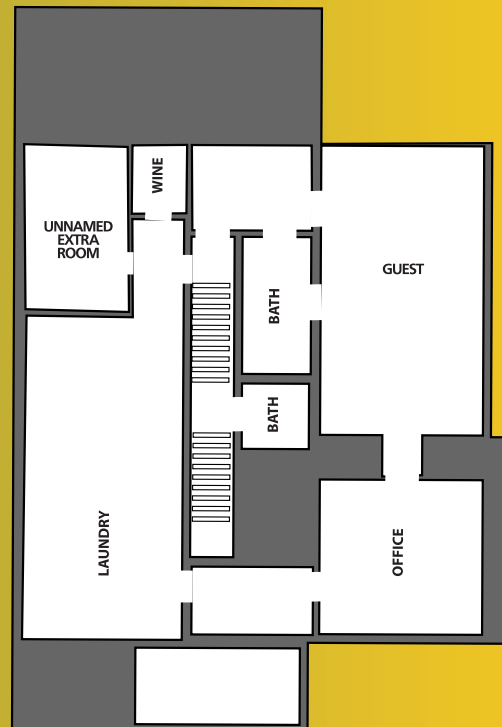 WINE
UNNAMED
EXTRA
ROOM
GUEST
BATH
BATH
LAUNDRY
OFFICE